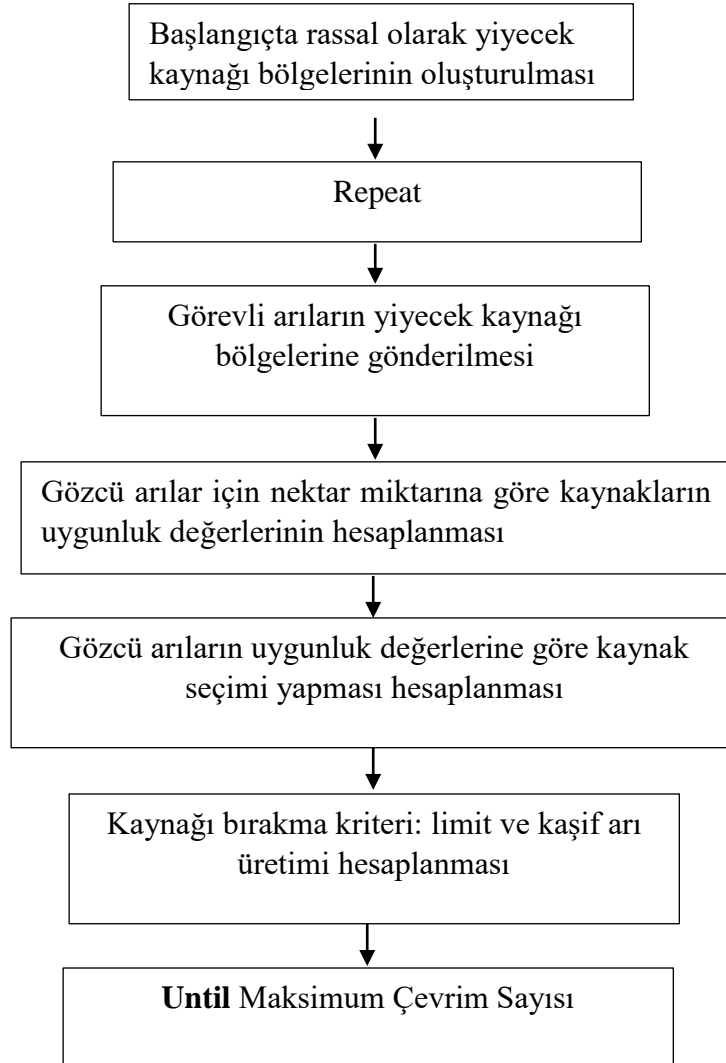 Başlangıçta rassal olarak yiyecek
kaynağı bölgelerinin oluşturulması
Repeat
Görevli arıların yiyecek kaynağı
bölgelerine gönderilmesi
Gözcü arılar için nektar miktarına göre kaynakların
uygunluk değerlerinin hesaplanması
Gözcü arıların uygunluk değerlerine göre kaynak
seçimi yapması hesaplanması
Kaynağı bırakma kriteri: limit ve kaşif arı
üretimi hesaplanması
Until Maksimum Çevrim Sayısı